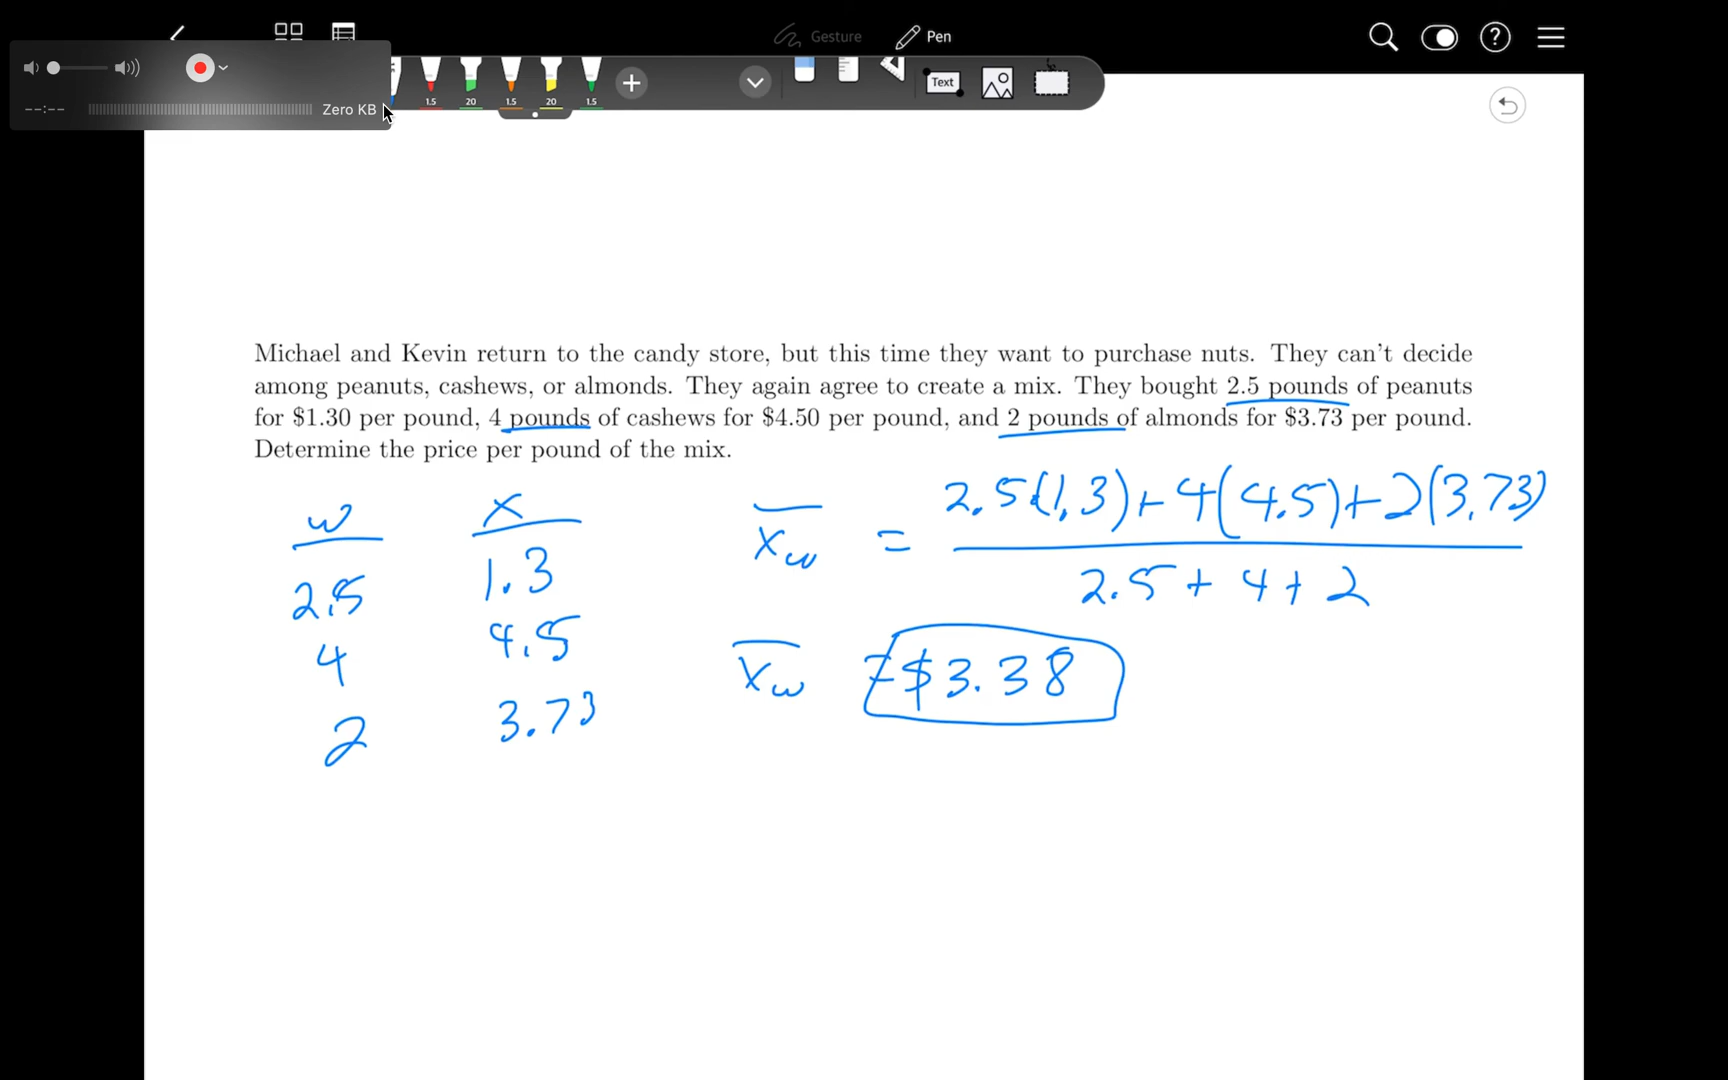 Gesture Pen
--:-- Zero KB
1.5 20 1.5 20 1.5 + Text ?
Michael and Kevin return to the candy store, but this time they want to purchase nuts. They can't decide
among peanuts, cashews, or almonds. They again agree to create a mix. They bought 2.5 pounds of peanuts
for $1.30 per pound, 4 pounds of cashews for $4.50 per pound, and 2 pounds of almonds for $3.73 per pound.
Determine the price per pound of the mix.
w x
2.5 1.3
4 4.5
2 3.73
x̅w = 2.5(1.3)+4(4.5)+2(3.73)
2.5 + 4 + 2
x̅w = $3.38